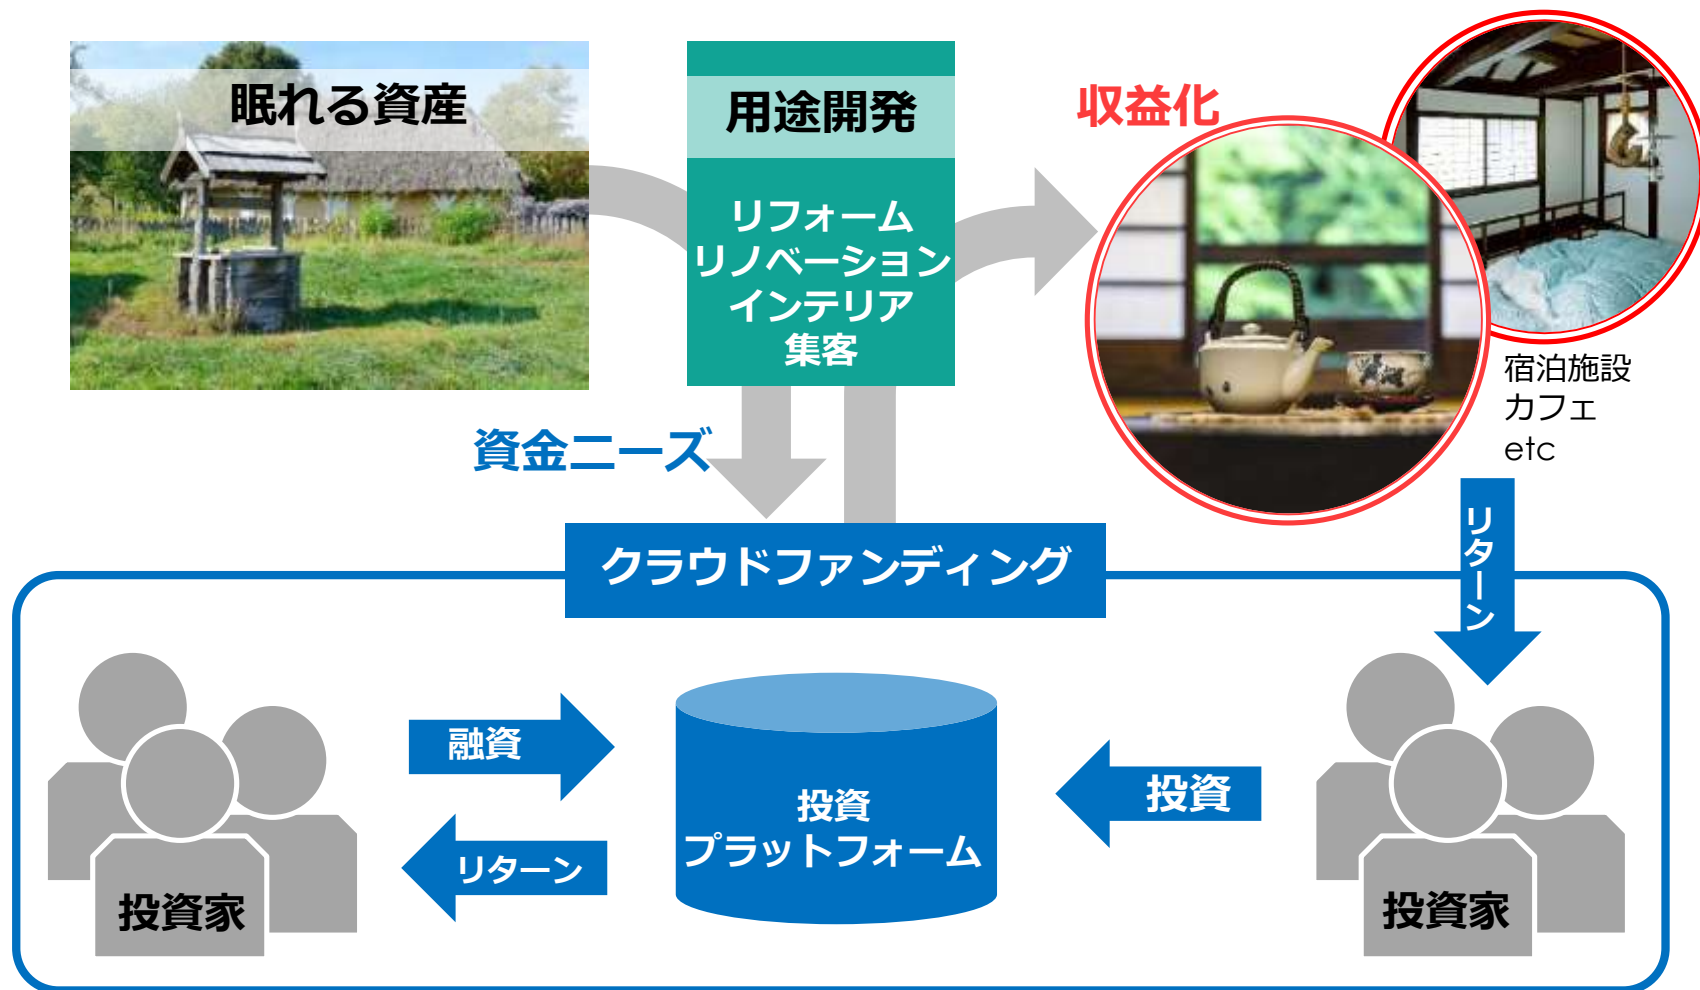 眠れる資産
用途開発
リフォーム
リノベーション
インテリア
集客
収益化
宿泊施設
カフェ
etc
資金ニーズ
クラウドファンディング
リターン
融資
リターン
投資
プラットフォーム
投資
投資家
投資家